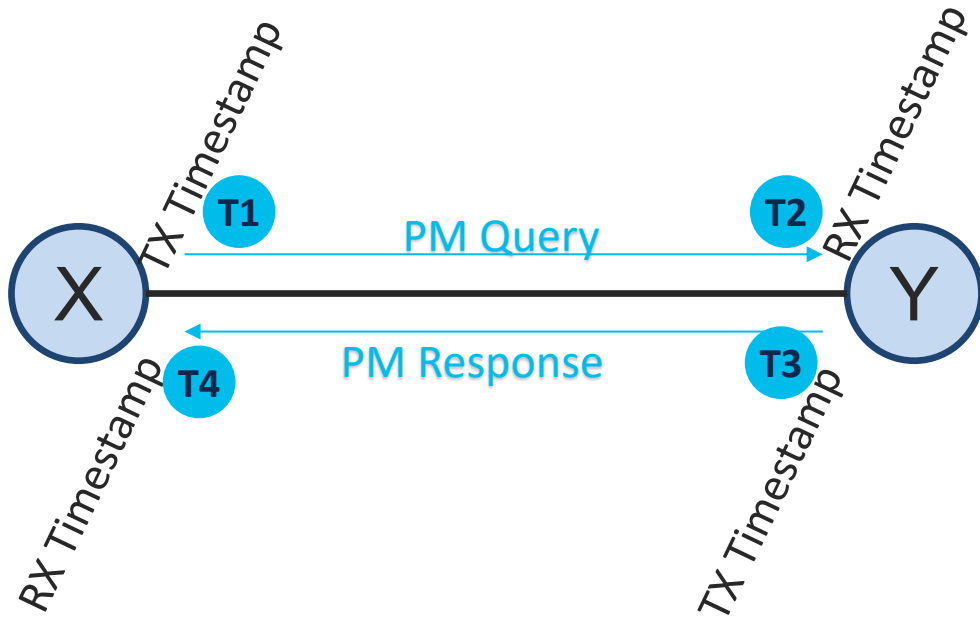 TX Timestamp
RX Timestamp
T1
T2
PM Query
X
Y
PM Response
T3
T4
RX Timestamp
TX Timestamp